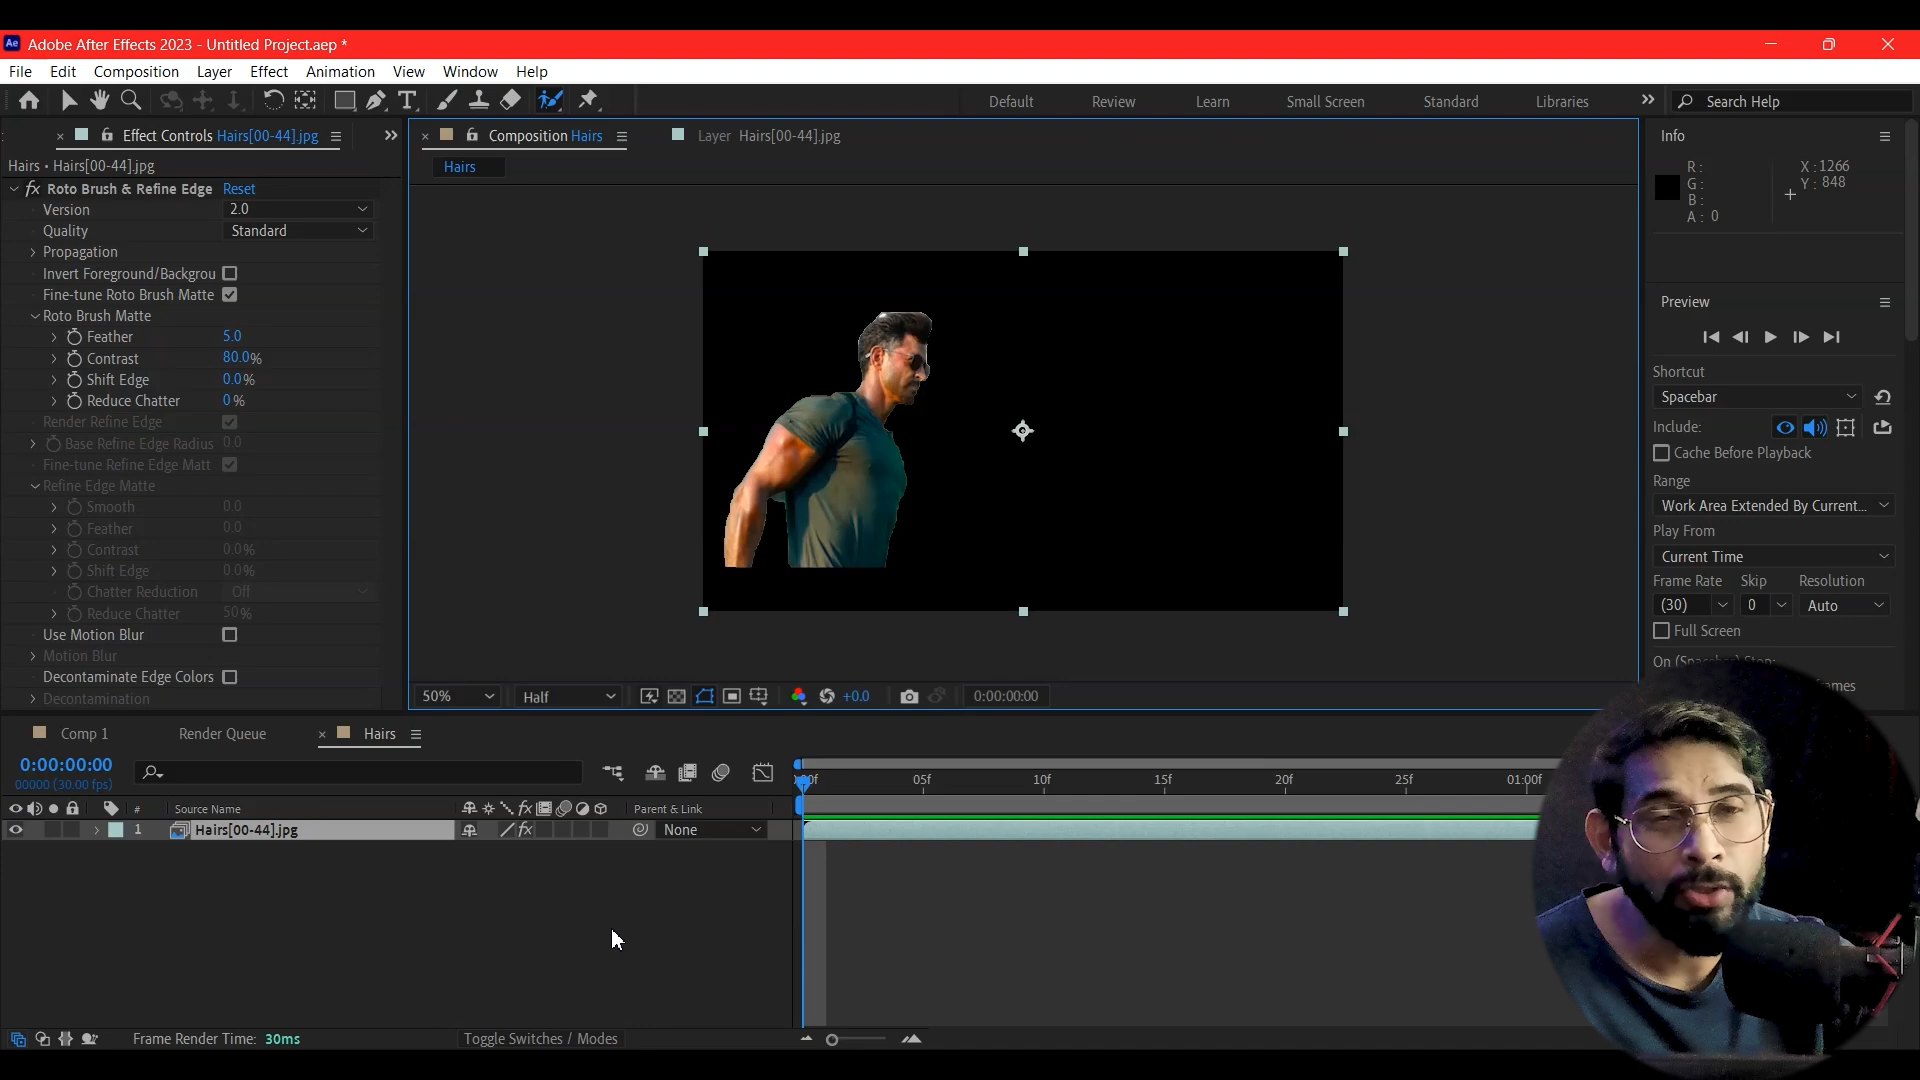 Ae Adobe After Effects 2023 - Untitled Project.aep *
File Edit Composition Layer Effect Animation View Window Help
Default Review Learn Small Screen Standard Libraries Search Help
Effect Controls Hairs[00-44].jpg
Composition Hairs
Layer Hairs[00-44].jpg
Hairs • Hairs[00-44].jpg
Hairs
fx Roto Brush & Refine Edge Reset
Version 2.0
Quality Standard
Propagation
Invert Foreground/Backgrou
Fine-tune Roto Brush Matte
Roto Brush Matte
Feather 5.0
Contrast 80.0%
Shift Edge 0.0%
Reduce Chatter 0%
Render Refine Edge
Base Refine Edge Radius 0.0
Fine-tune Refine Edge Matt
Refine Edge Matte
Smooth 0.0
Feather 0.0
Contrast 0.0%
Shift Edge 0.0%
Chatter Reduction Off
Reduce Chatter 50%
Use Motion Blur
Motion Blur
Decontaminate Edge Colors
Decontamination
50% Half +0.0 0:00:00:00
Info
R: X: 1266
G: Y: 848
B:
A: 0
Preview
Shortcut
Spacebar
Include:
Cache Before Playback
Range
Work Area Extended By Current...
Play From
Current Time
Frame Rate Skip Resolution
(30) 0 Auto
Full Screen
On (Spacebar) Stop:
Comp 1 Render Queue Hairs
0:00:00:00
00000 (30.00 fps)
00f 05f 10f 15f 20f 25f 01:00f
# Source Name fx Parent & Link
1 Hairs[00-44].jpg fx None
Frame Render Time: 30ms Toggle Switches / Modes